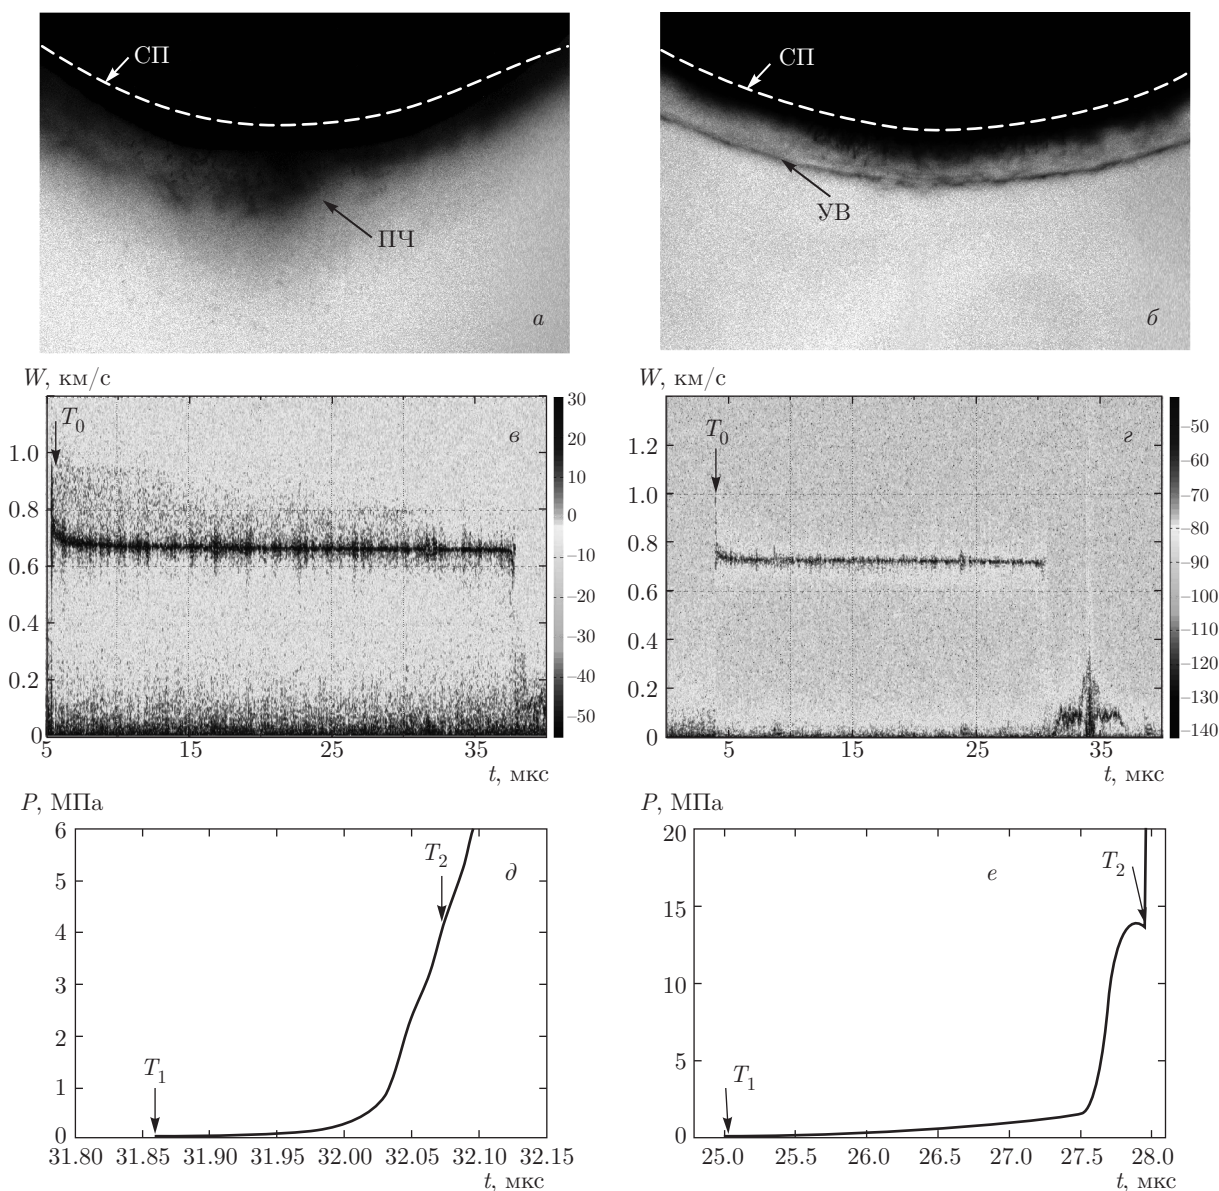 СП
ПЧ
а
СП
УВ
б
W, км/с
T0
в
1.0
0.8
0.6
0.4
0.2
0
5 15 25 35
t, мкс
30
20
10
0
–10
–20
–30
–40
–50
W, км/с
T0
г
1.2
1.0
0.8
0.6
0.4
0.2
0
5 15 25 35
t, мкс
–50
–60
–70
–80
–90
–100
–110
–120
–130
–140
P, МПа
6
5
4
3
2
1
0
T1
T2
д
31.80 31.85 31.90 31.95 32.00 32.05 32.10 32.15
t, мкс
P, МПа
20
15
10
5
0
T1
T2
е
25.0 25.5 26.0 26.5 27.0 27.5 28.0
t, мкс